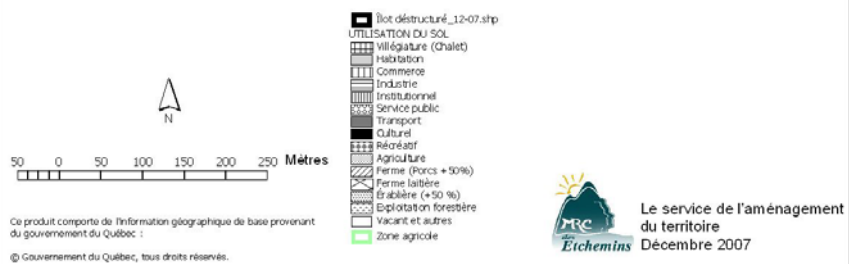 N
50 0 50 100 150 200 250 Mètres
Ce produit comporte de l'information géographique de base provenant
du gouvernement du Québec :
© Gouvernement du Québec, tous droits réservés.
Îlot déstructuré_12-07.shp
UTILISATION DU SOL
Villégiature (Chalet)
Habitation
Commerce
Industrie
Institutionnel
Service public
Transport
Culturel
Récréatif
Agriculture
Ferme (Porcs +50%)
Ferme laitière
Érablière (+50 %)
Exploitation forestière
Vacant et autres
Zone agricole
MRC
des
Etchemins
Le service de l'aménagement
du territoire
Décembre 2007